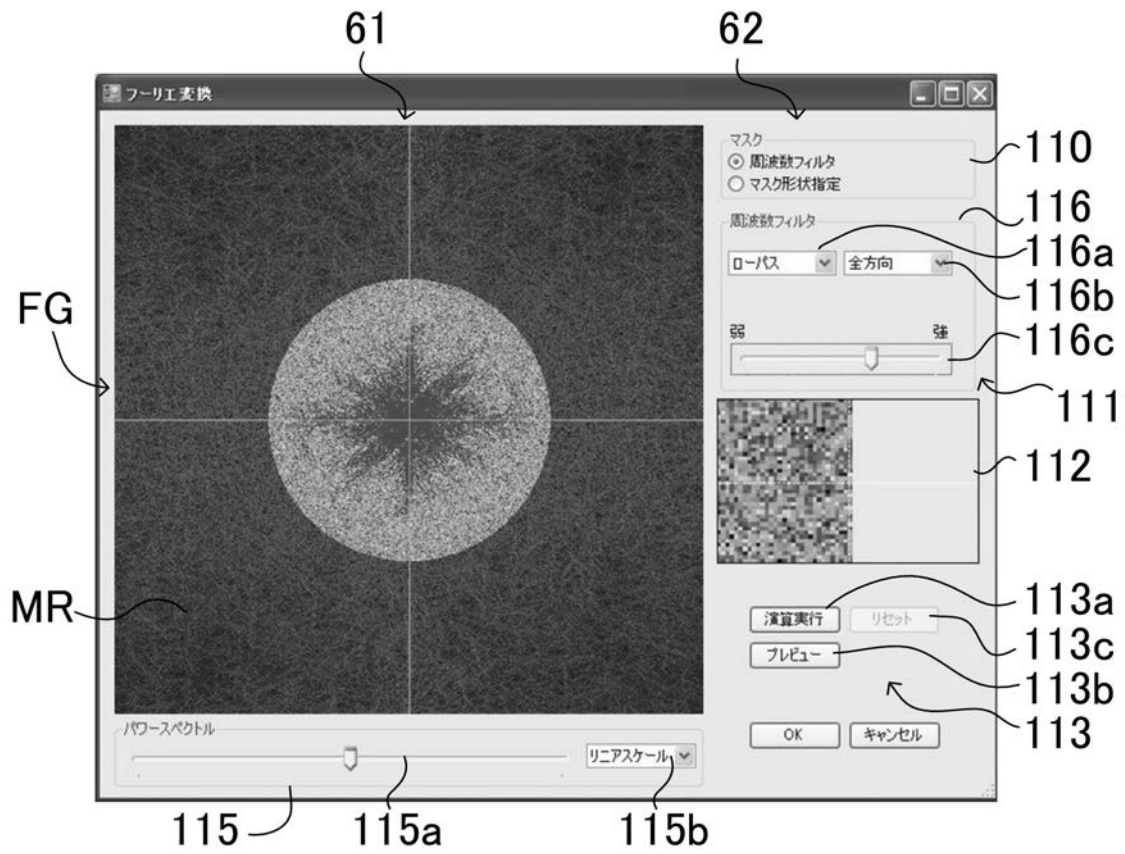 61
62
フーリエ変換
マスク
周波数フィルタ
マスク形状指定
110
周波数フィルタ
116
116a
ローパス
全方向
116b
FG
弱
強
116c
111
112
MR
113a
演算実行
リセット
113c
プレビュー
113b
パワースペクトル
OK
キャンセル
113
リニアスケール
115
115a
115b